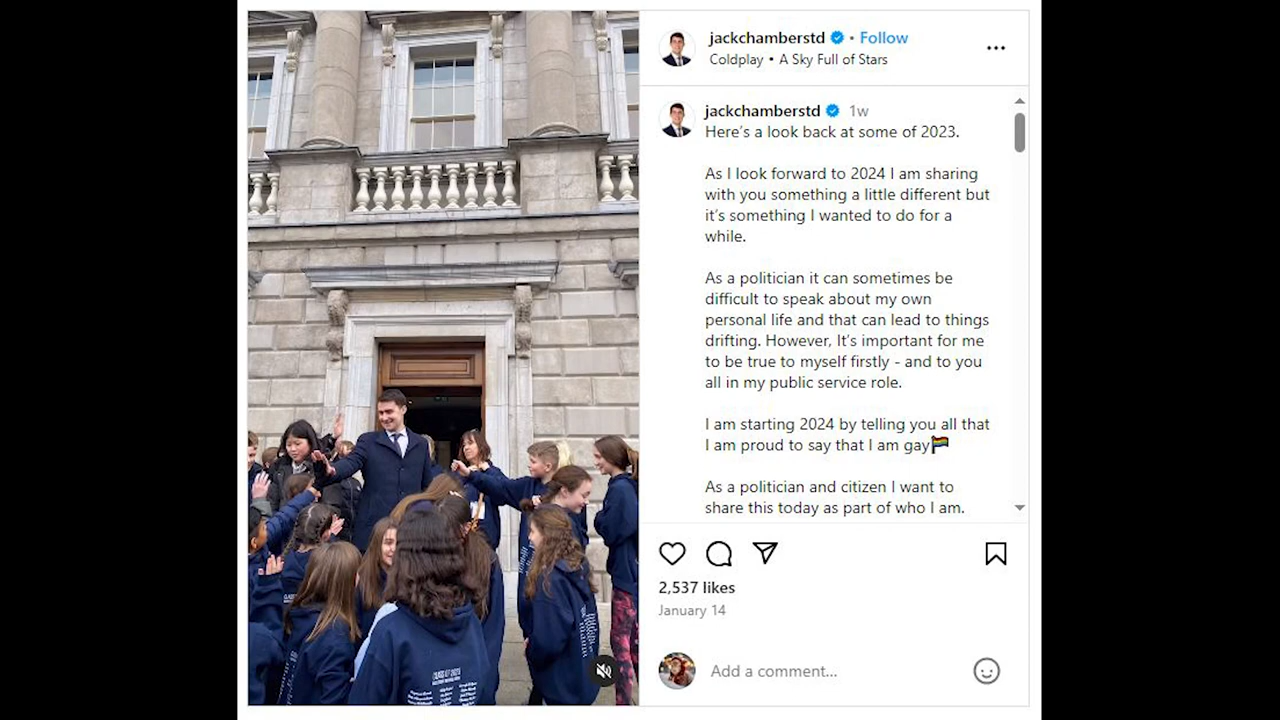 jackchamberstd • Follow
Coldplay • A Sky Full of Stars
jackchamberstd 1w
Here's a look back at some of 2023.
As I look forward to 2024 I am sharing
with you something a little different but
it's something I wanted to do for a
while.
As a politician it can sometimes be
difficult to speak about my own
personal life and that can lead to things
drifting. However, It's important for me
to be true to myself firstly - and to you
all in my public service role.
I am starting 2024 by telling you all that
I am proud to say that I am gay🏳️‍🌈
As a politician and citizen I want to
share this today as part of who I am.
2,537 likes
January 14
Add a comment...
CLASS OF 2023